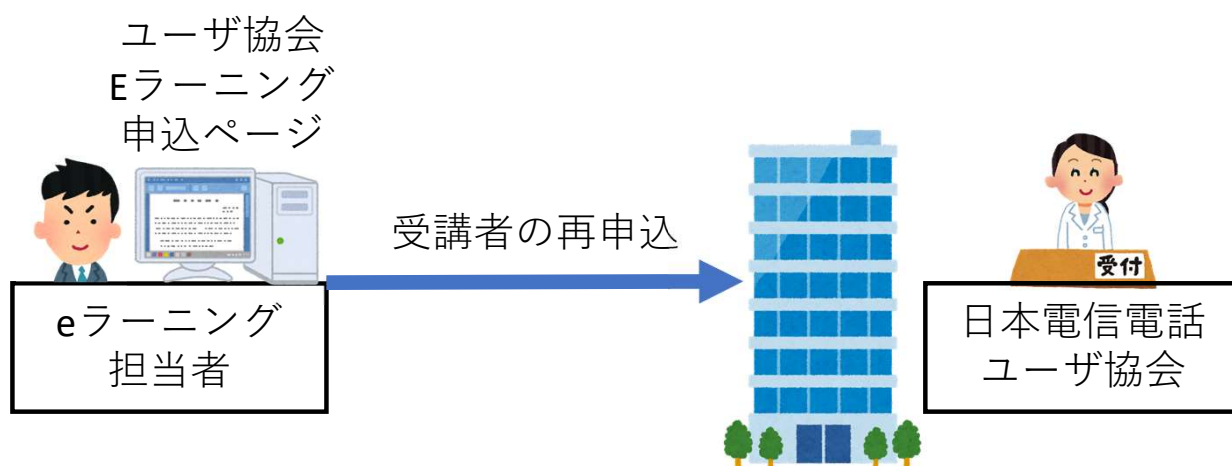 ユーザ協会
Eラーニング
申込ページ
受講者の再申込
受付
eラーニング
担当者
日本電信電話
ユーザ協会